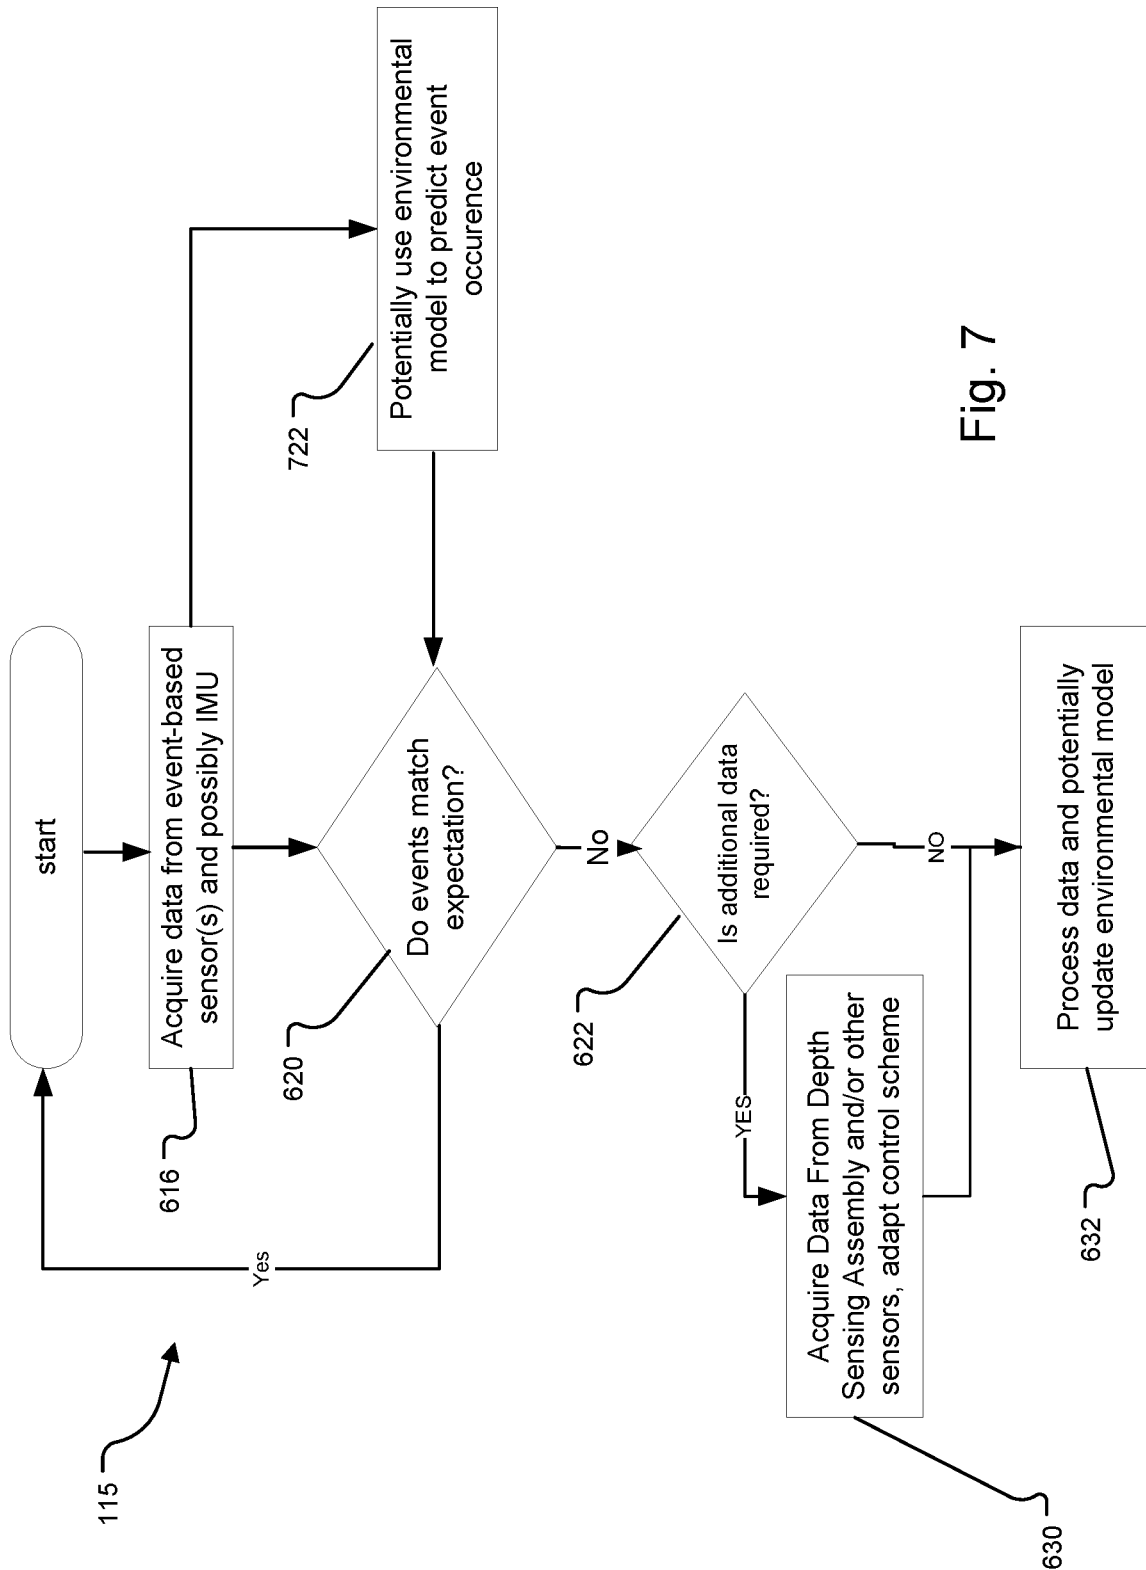 start
Acquire data from event-based
sensor(s) and possibly IMU
616
Potentially use environmental
model to predict event
occurence
722
Do events match
expectation?
620
Yes
No
Is additional data
required?
622
YES
NO
Acquire Data From Depth
Sensing Assembly and/or other
sensors, adapt control scheme
630
Process data and potentially
update environmental model
632
115
Fig. 7